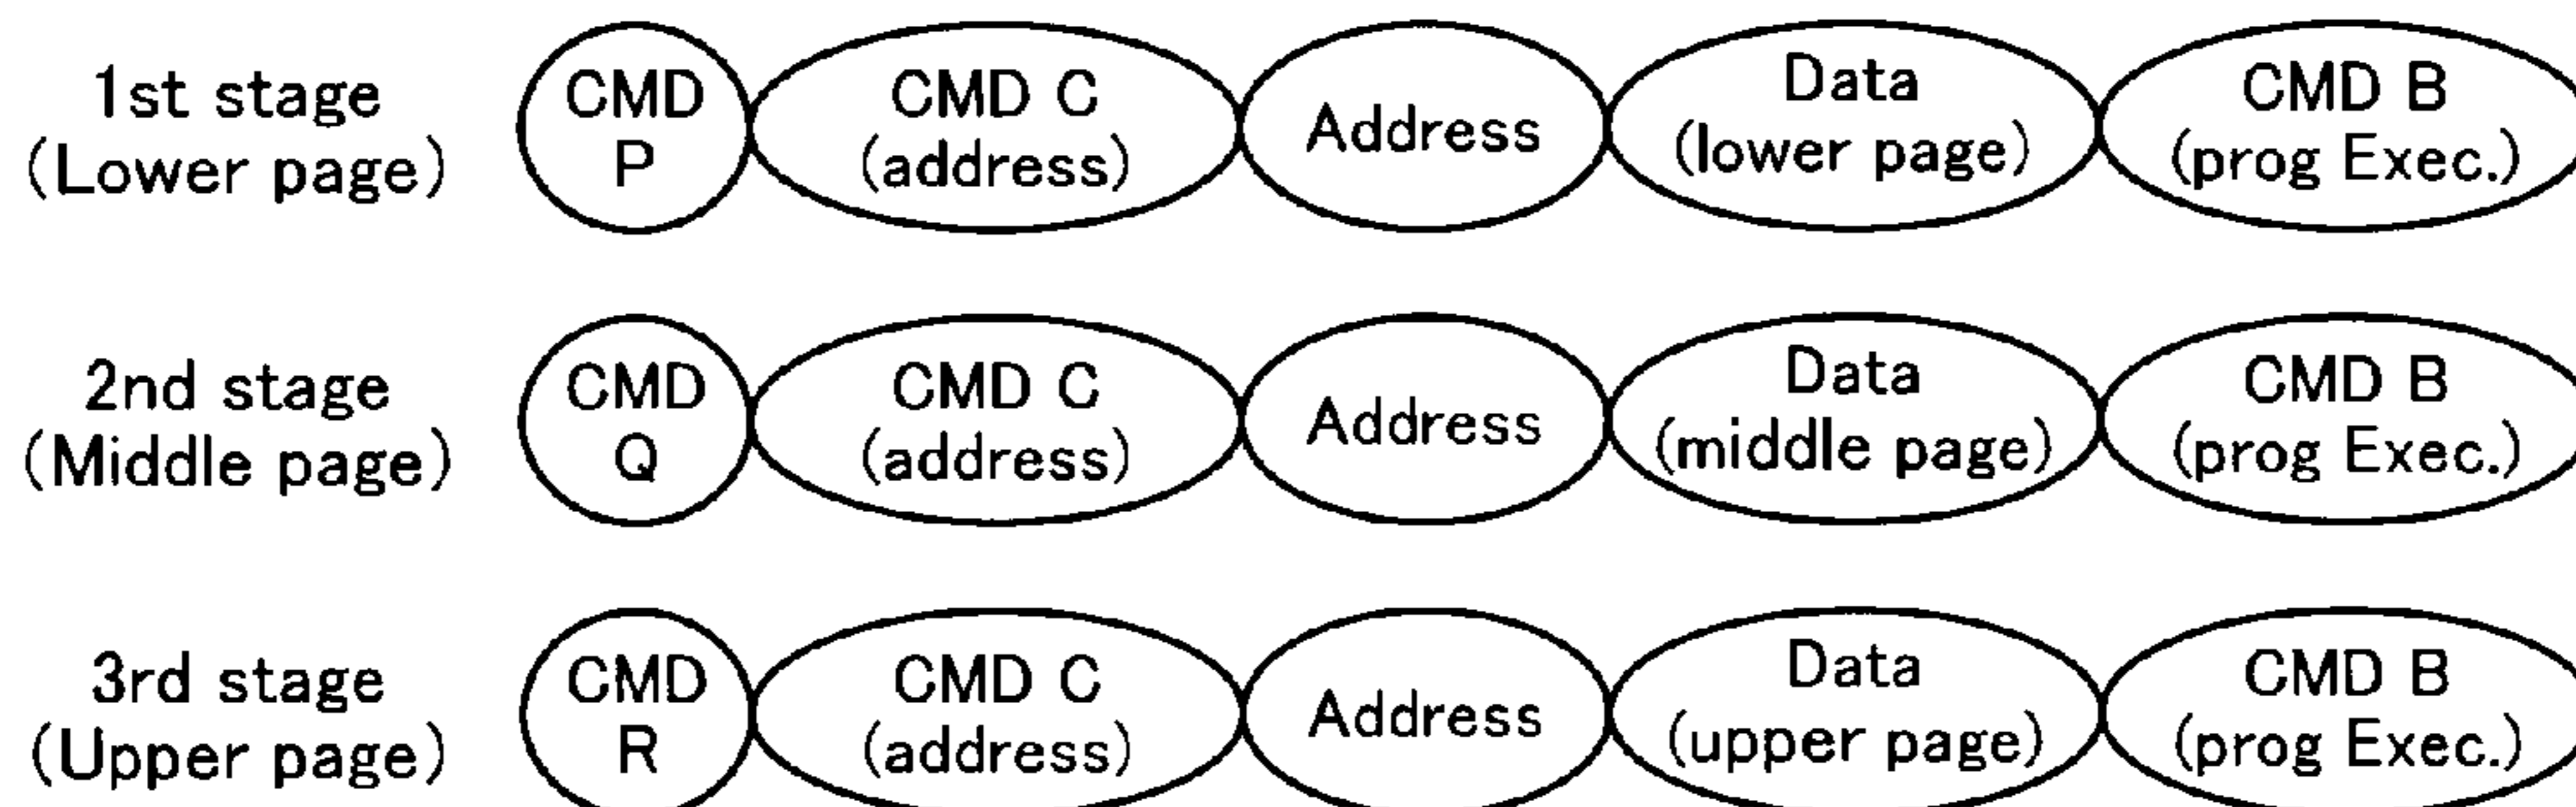 1st stage
(Lower page)
CMD
P
CMD C
(address)
Address
Data
(lower page)
CMD B
(prog Exec.)
2nd stage
(Middle page)
CMD
Q
CMD C
(address)
Address
Data
(middle page)
CMD B
(prog Exec.)
3rd stage
(Upper page)
CMD
R
CMD C
(address)
Address
Data
(upper page)
CMD B
(prog Exec.)